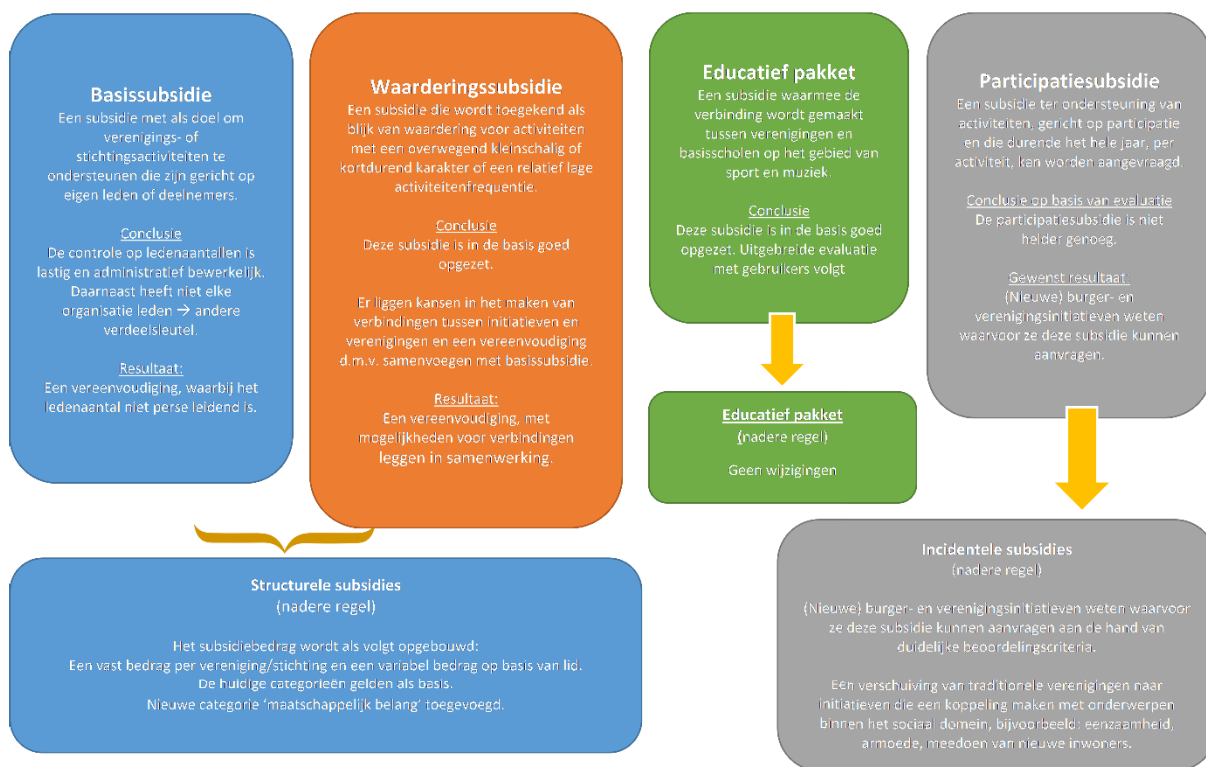 Basissubsidie
Een subsidie met als doel om
verenigings- of
stichtingsactiviteiten te
ondersteunen die zijn gericht op
eigen leden of deelnemers.
Conclusie
De controle op ledenaantallen is
lastig en administratief bewerkelijk.
Daarnaast heeft niet elke
organisatie leden → andere
verdeelsleutel.
Resultaat:
Een vereenvoudiging, waarbij het
ledenaantal niet perse leidend is.
Waarderingssubsidie
Een subsidie die wordt toegekend als
blijk van waardering voor activiteiten
met een overwegend kleinschalig of
kortdurend karakter of een relatief lage
activiteitenfrequentie.
Conclusie
Deze subsidie is in de basis goed
opgezet.
Er liggen kansen in het maken van
verbindingen tussen initiatieven en
verenigingen en een vereenvoudiging
d.m.v. samenvoegen met basissubsidie.
Resultaat:
Een vereenvoudiging, met
mogelijkheden voor verbindingen
leggen in samenwerking.
Educatief pakket
Een subsidie waarmee de
verbinding wordt gemaakt
tussen verenigingen en
basisscholen op het gebied van
sport en muziek.
Conclusie
Deze subsidie is in de basis goed
opgezet. Uitgebreide evaluatie
met gebruikers volgt
Participatiesubsidie
Een subsidie ter ondersteuning van
activiteiten, gericht op participatie
en die durende het hele jaar, per
activiteit, kan worden aangevraagd.
Conclusie op basis van evaluatie
De participatiesubsidie is niet
helder genoeg.
Gewenst resultaat:
(Nieuwe) burger- en
verenigingsinitiatieven weten
waarvoor ze deze subsidie kunnen
aanvragen.
Educatief pakket
(nadere regel)
Geen wijzigingen
Structurele subsidies
(nadere regel)
Het subsidiebedrag wordt als volgt opgebouwd:
Een vast bedrag per vereniging/stichting en een variabel bedrag op basis van lid.
De huidige categorieën gelden als basis.
Nieuwe categorie 'maatschappelijk belang' toegevoegd.
Incidentele subsidies
(nadere regel)
(Nieuwe) burger- en verenigingsinitiatieven weten waarvoor
ze deze subsidie kunnen aanvragen aan de hand van
duidelijke beoordelingscriteria.
Een verschuiving van traditionele verenigingen naar
initiatieven die een koppeling maken met onderwerpen
binnen het sociaal domein, bijvoorbeeld: eenzaamheid,
armoede, meedoen van nieuwe inwoners.